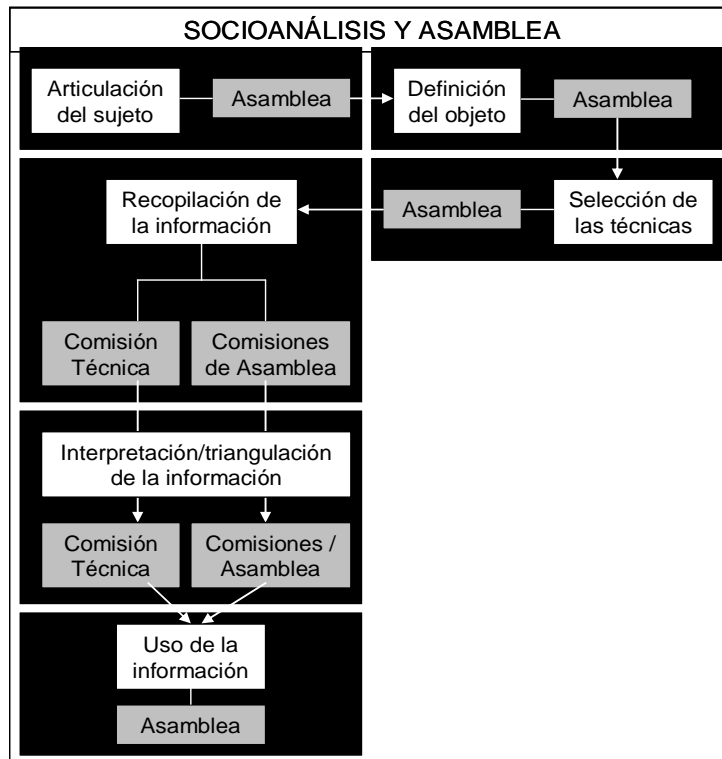 SOCIOANÁLISIS Y ASAMBLEA
Articulación
del sujeto
Asamblea
Definición
del objeto
Asamblea
Selección de
las técnicas
Asamblea
Recopilación de
la información
Comisión
Técnica
Comisiones
de Asamblea
Interpretación/triangulación
de la información
Comisión
Técnica
Comisiones /
Asamblea
Uso de la
información
Asamblea